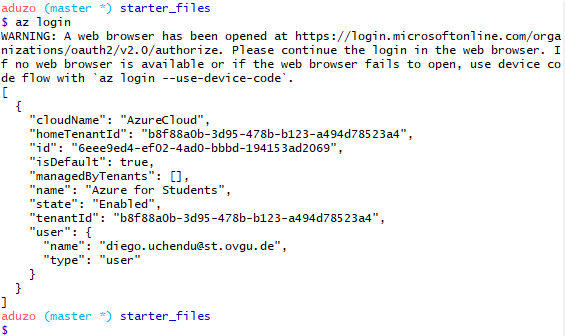 aduzo (master *) starter_files
$ az login
WARNING: A web browser has been opened at https://login.microsoftonline.com/orga
nizations/oauth2/v2.0/authorize. Please continue the login in the web browser. I
f no web browser is available or if the web browser fails to open, use device co
de flow with `az login --use-device-code`.
[
  {
    "cloudName": "AzureCloud",
    "homeTenantId": "b8f88a0b-3d95-478b-b123-a494d78523a4",
    "id": "6eee9ed4-ef02-4ad0-bbbd-194153ad2069",
    "isDefault": true,
    "managedByTenants": [],
    "name": "Azure for Students",
    "state": "Enabled",
    "tenantId": "b8f88a0b-3d95-478b-b123-a494d78523a4",
    "user": {
      "name": "diego.uchendu@st.ovgu.de",
      "type": "user"
    }
  }
]
aduzo (master *) starter_files
$